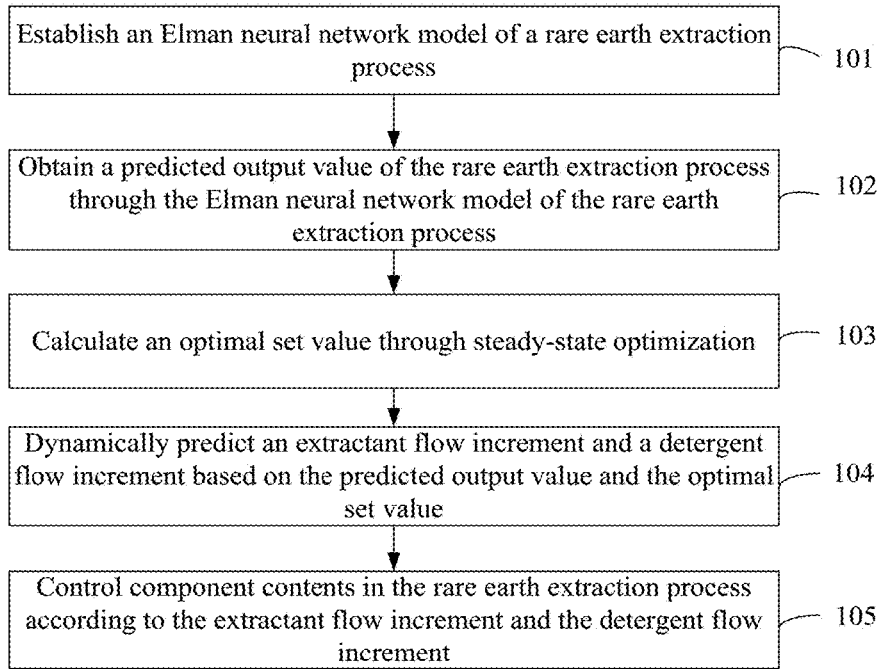 Establish an Elman neural network model of a rare earth extraction
process
101
Obtain a predicted output value of the rare earth extraction process
through the Elman neural network model of the rare earth
extraction process
102
Calculate an optimal set value through steady-state optimization
103
Dynamically predict an extractant flow increment and a detergent
flow increment based on the predicted output value and the optimal
set value
104
Control component contents in the rare earth extraction process
according to the extractant flow increment and the detergent flow
increment
105